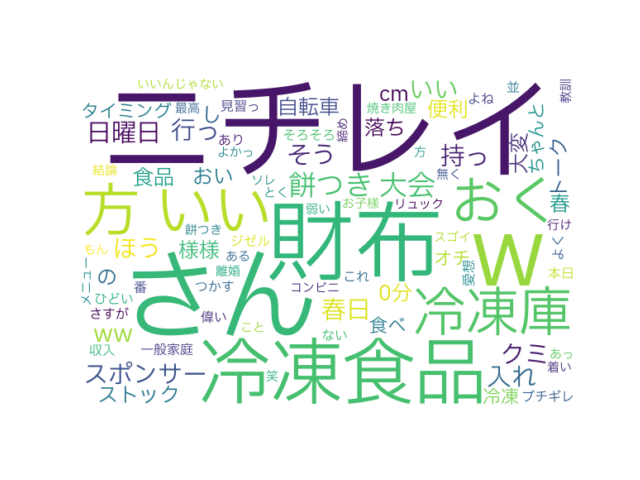 いいんじゃない
ニチレイ
cm
いい
並
教訓
タイミング
最高
し
見習っ
自転車
焼き肉屋
便利
よね
日曜日
行っ
あり
そろそろ
締め
落ち
大変
ちゃんと
よかっ
そう
方
持っ
トーク
結論
食品
おい
ソレ
餅つき
大会
無く
おく
春
方
いい
とく
弱い
お子様
リュック
行け
もん
ほう
様様
餅つき
ジゼル
財布
スゴイ
よく
オチ
w
ある
離婚
これ
愛想
本日
の
さん
メニュー
ひどい
番
つかす
コンビニ
0分
冷凍庫
さすが
偉い
春日
ww
こと
ない
食べ
収入
一般家庭
クミ
あっ
着い
スポンサー
笑
冷凍食品
入れ
ストック
冷凍
ブチギレ